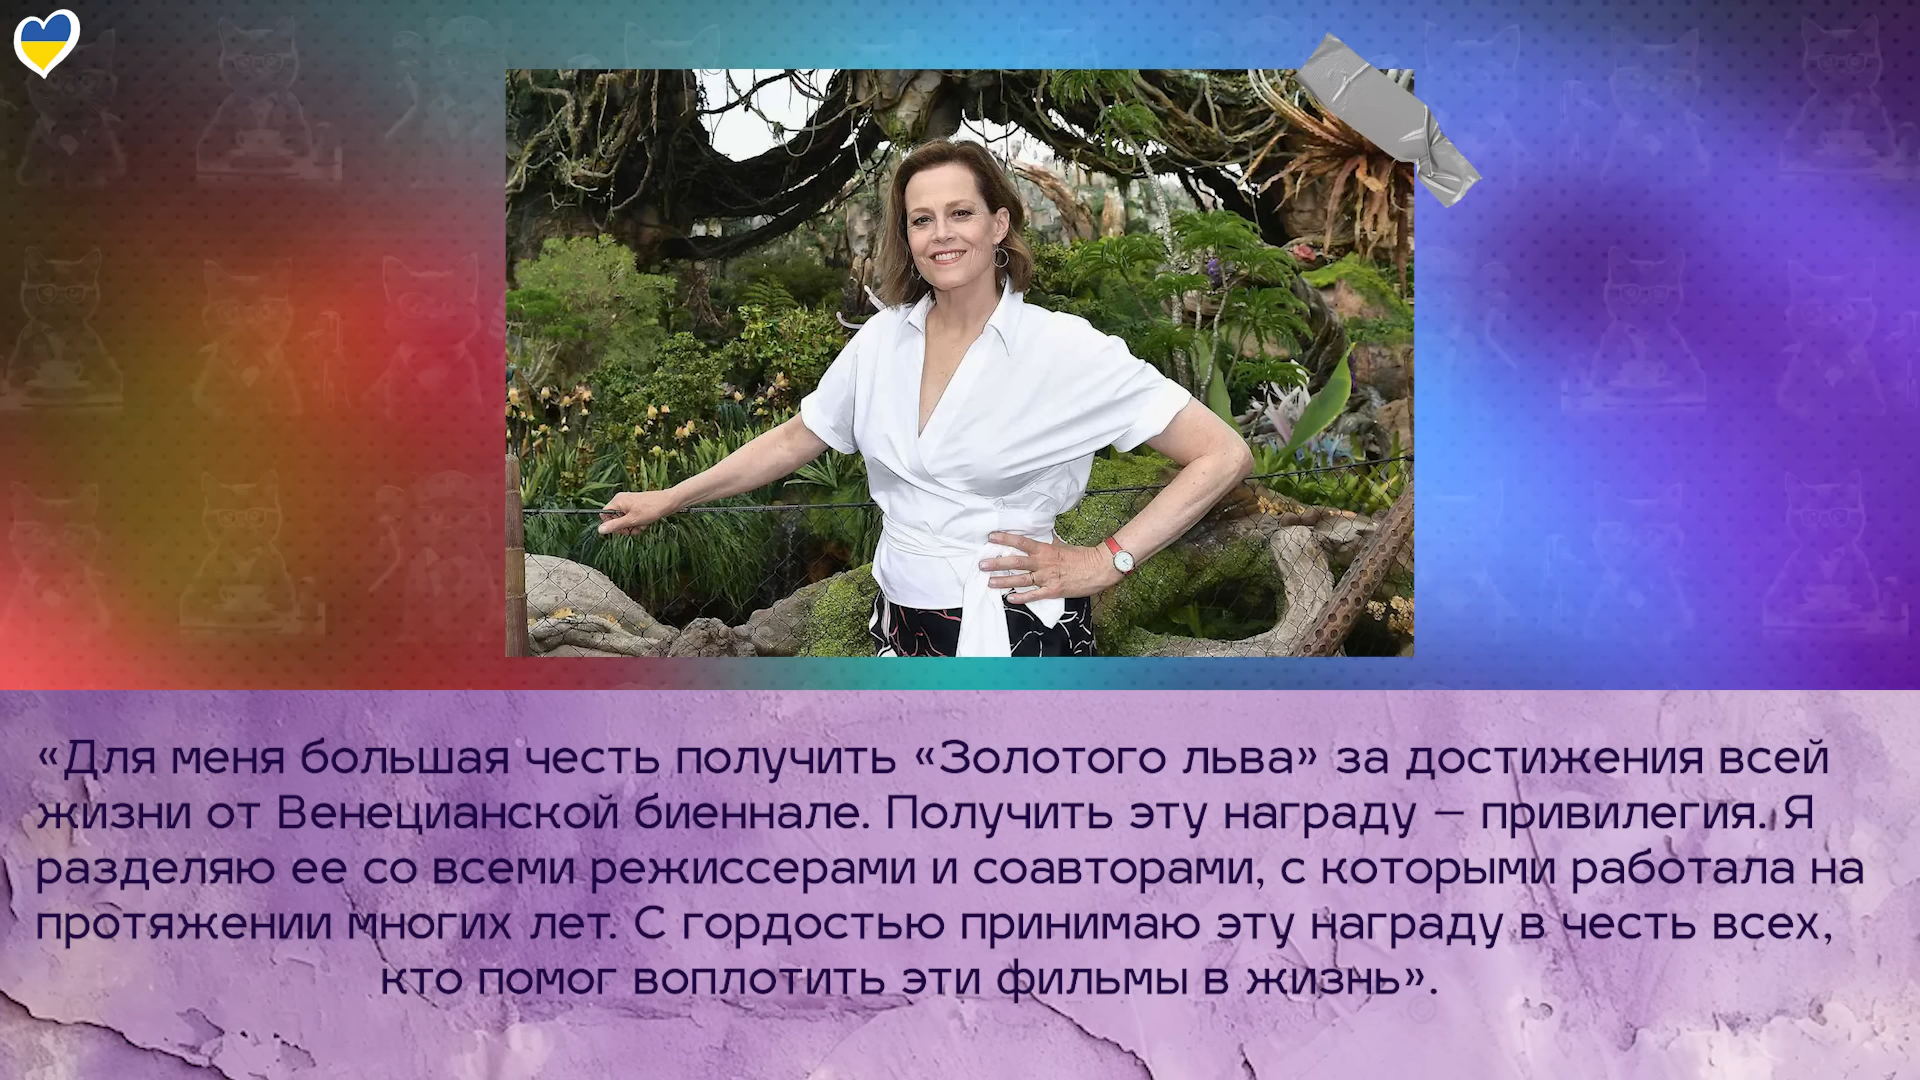 «Для меня большая честь получить «Золотого льва» за достижения всей
жизни от Венецианской биеннале. Получить эту награду – привилегия. Я
разделяю ее со всеми режиссерами и соавторами, с которыми работала на
протяжении многих лет. С гордостью принимаю эту награду в честь всех,
кто помог воплотить эти фильмы в жизнь».